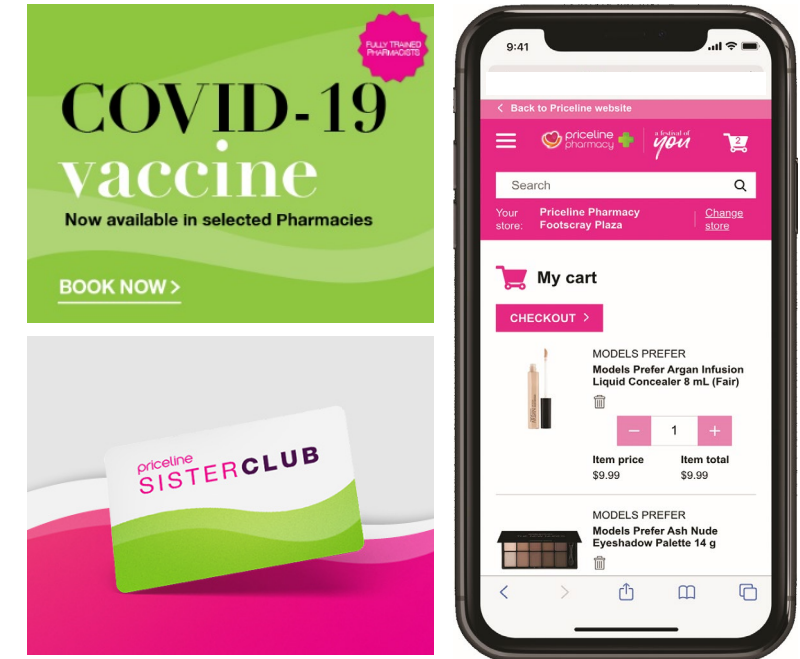 FULLY TRAINED
PHARMACISTS
COVID-19
vaccine
Now available in selected Pharmacies
BOOK NOW >
priceline
SISTERCLUB
9:41
Back to Priceline website
priceline
pharmacy
a festival of
you
2
Search
Your
store:
Priceline Pharmacy
Footscray Plaza
Change
store
My cart
CHECKOUT >
MODELS PREFER
Models Prefer Argan Infusion
Liquid Concealer 8 mL (Fair)
− 1 +
Item price
$9.99
Item total
$9.99
MODELS PREFER
Models Prefer Ash Nude
Eyeshadow Palette 14 g